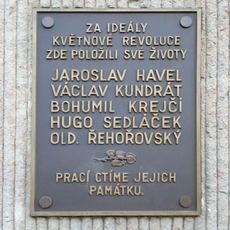 ZA IDEÁLY
KVĚTNOVÉ REVOLUCE
ZDE POLOŽILI SVÉ ŽIVOTY
JAROSLAV HAVEL
VÁCLAV KUNDRÁT
BOHUMIL KREJČÍ
HUGO SEDLÁČEK
OLD. ŘEHOŘOVSKÝ
PRACÍ CTÍME JEJICH
PAMÁTKU.